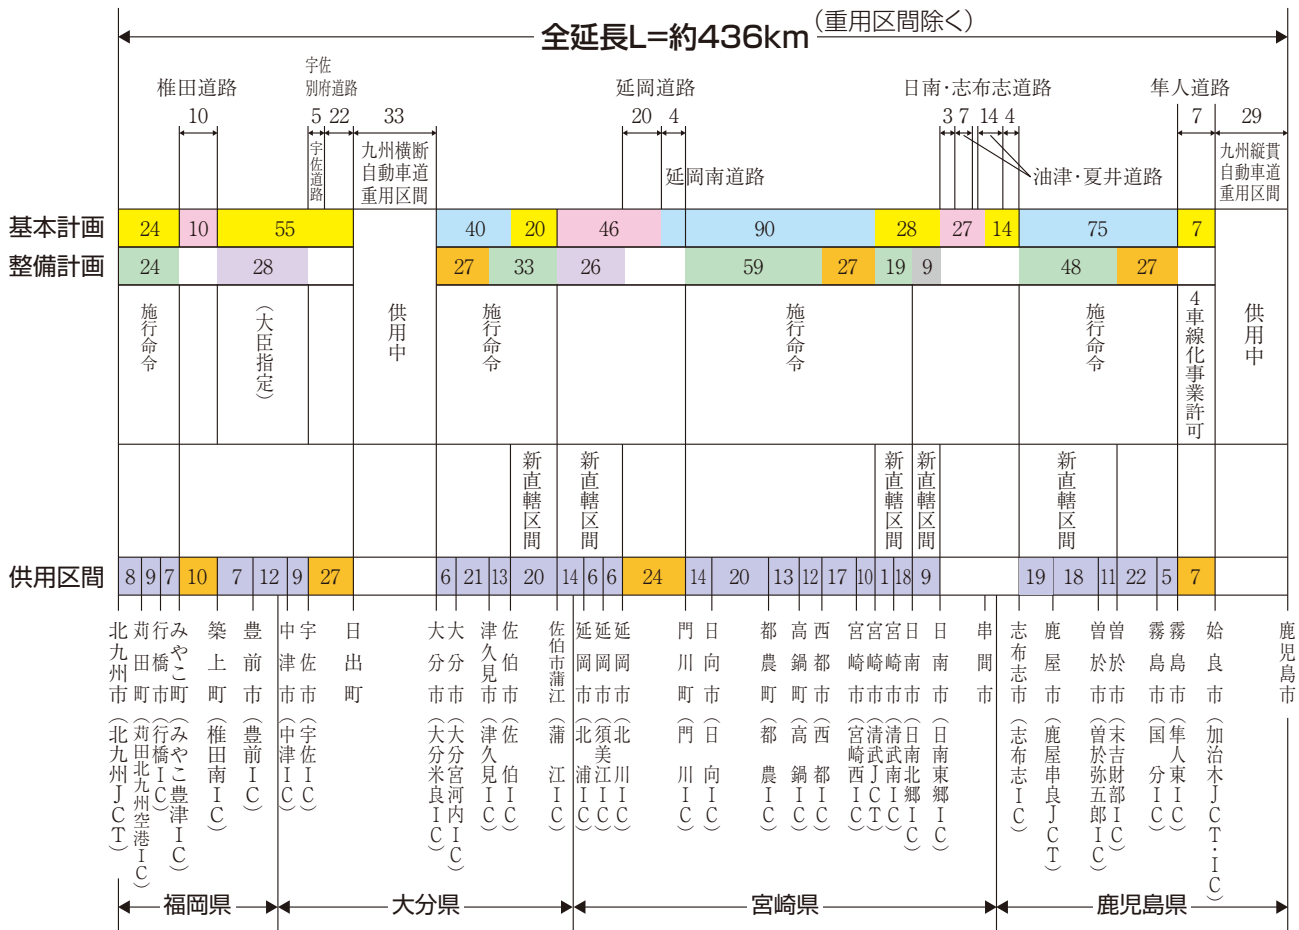 全延長L=約436km(重用区間除く)
椎田道路
宇佐
別府道路
延岡道路
日南・志布志道路
隼人道路
10
5
22
33
20
4
3
7
14
4
7
29
宇佐道路
九州横断
自動車道
重用区間
延岡南道路
油津・夏井道路
九州縦貫
自動車道
重用区間
基本計画
24
10
55
40
20
46
90
28
27
14
75
7
整備計画
24
28
27
33
26
59
27
19
9
48
27
施行命令
(大臣指定)
供用中
施行命令
施行命令
施行命令
4車線化事業許可
供用中
新直轄区間
新直轄区間
新直轄区間
新直轄区間
新直轄区間
供用区間
8
9
7
10
7
12
9
27
6
21
13
20
14
6
6
24
14
20
13
12
17
10
1
18
9
19
18
11
22
5
7
北九州市(北九州JCT)
苅田町(苅田北九州空港IC)
行橋市(行橋IC)
みやこ町(みやこ豊津IC)
築上町(椎田南IC)
豊前市(豊前IC)
中津市(中津IC)
宇佐市(宇佐IC)
日出町
大分市(大分米良IC)
大分市(大分宮河内IC)
津久見市(津久見IC)
佐伯市(佐伯IC)
佐伯市蒲江(蒲江IC)
延岡市(北浦IC)
延岡市(須美江IC)
延岡市(北川IC)
門川町(門川IC)
日向市(日向IC)
都農町(都農IC)
高鍋町(高鍋IC)
西都市(西都IC)
宮崎市(宮崎西IC)
宮崎市(清武JCT)
宮崎市(清武南IC)
日南市(日南北郷IC)
日南市(日南東郷IC)
串間市
志布志市(志布志IC)
鹿屋市(鹿屋串良JCT)
曽於市(曽於弥五郎IC)
曽於市(末吉財部IC)
霧島市(国分IC)
霧島市(隼人東IC)
姶良市(加治木JCT・IC)
鹿児島市
福岡県
大分県
宮崎県
鹿児島県